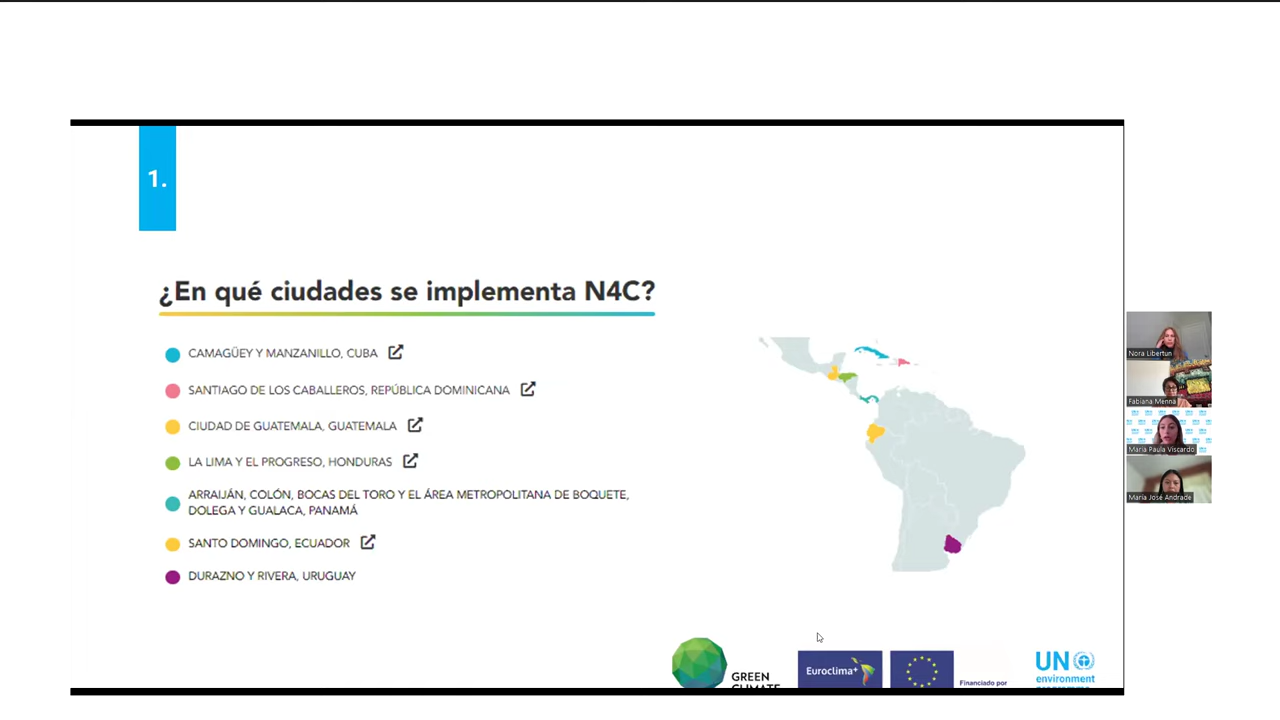 1.
¿En qué ciudades se implementa N4C?
CAMAGÜEY Y MANZANILLO, CUBA
SANTIAGO DE LOS CABALLEROS, REPÚBLICA DOMINICANA
CIUDAD DE GUATEMALA, GUATEMALA
LA LIMA Y EL PROGRESO, HONDURAS
ARRAIJÁN, COLÓN, BOCAS DEL TORO Y EL ÁREA METROPOLITANA DE BOQUETE,
DOLEGA Y GUALACA, PANAMÁ
SANTO DOMINGO, ECUADOR
DURAZNO Y RIVERA, URUGUAY
Nora Libertun
Fabiana Menna
Maria Paula Viscardo
María José Andrade
GREEN
CLIMATE
Euroclima+
Financiado por
UN
environment
programme